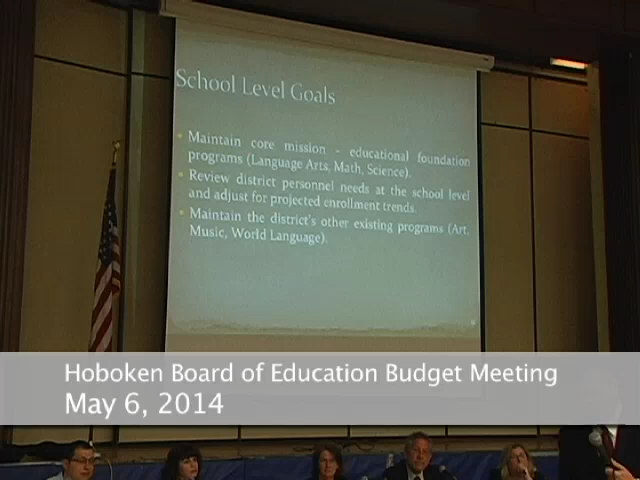 School Level Goals
• Maintain core mission - educational foundation
programs (Language Arts, Math, Science).
• Review district personnel needs at the school level
and adjust for projected enrollment trends.
• Maintain the district's other existing programs (Art,
Music, World Language).
Hoboken Board of Education Budget Meeting
May 6, 2014